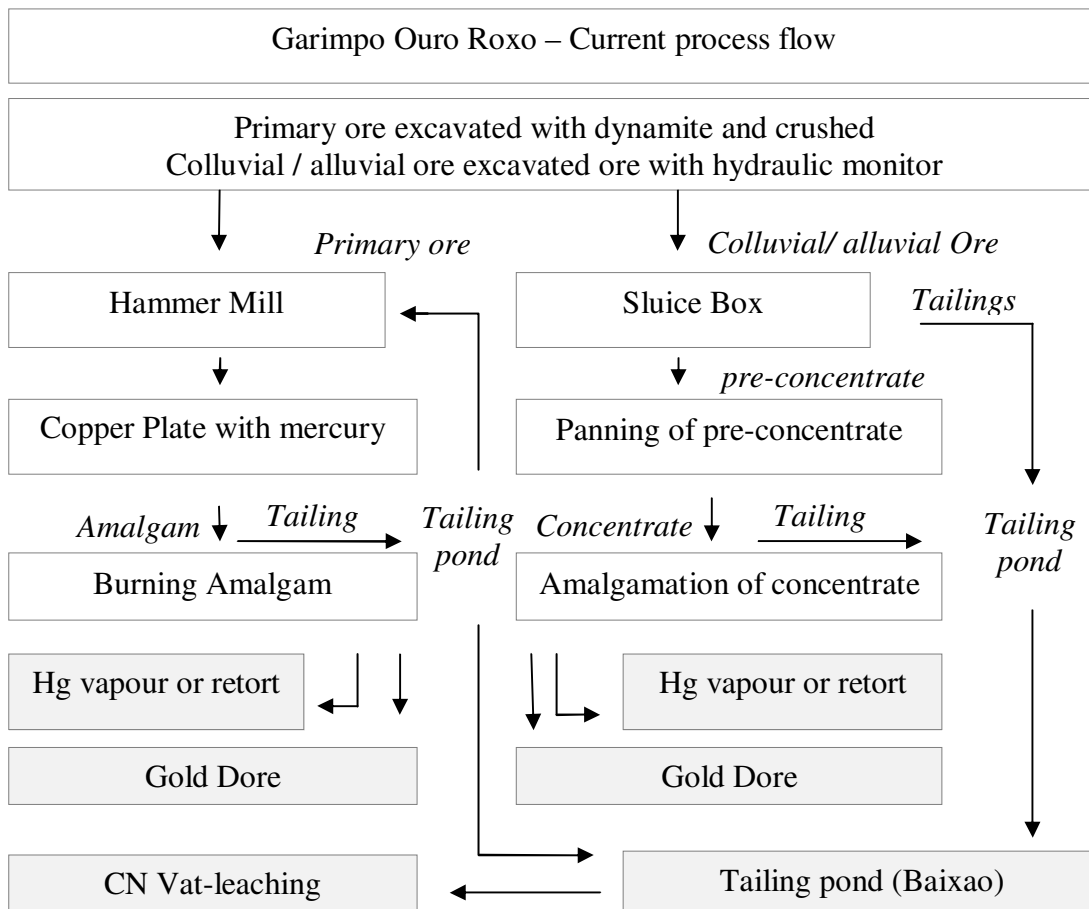 Garimpo Ouro Roxo – Current process flow
Primary ore excavated with dynamite and crushed
Colluvial / alluvial ore excavated ore with hydraulic monitor
Primary ore
Colluvial/ alluvial Ore
Hammer Mill
Sluice Box
Tailings
pre-concentrate
Copper Plate with mercury
Panning of pre-concentrate
Amalgam
Tailing
Tailing
pond
Concentrate
Tailing
Tailing
pond
Burning Amalgam
Amalgamation of concentrate
Hg vapour or retort
Hg vapour or retort
Gold Dore
Gold Dore
CN Vat-leaching
Tailing pond (Baixao)